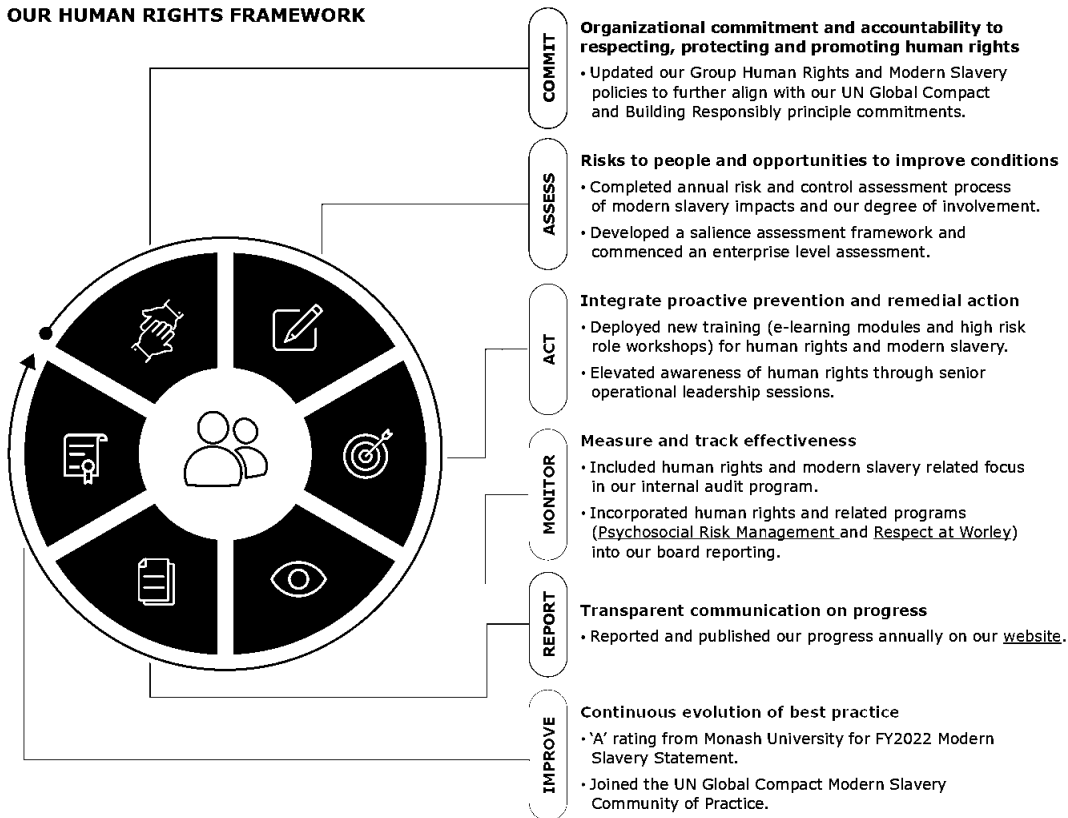 OUR HUMAN RIGHTS FRAMEWORK
COMMIT
Organizational commitment and accountability to
respecting, protecting and promoting human rights
• Updated our Group Human Rights and Modern Slavery
policies to further align with our UN Global Compact
and Building Responsibly principle commitments.
ASSESS
Risks to people and opportunities to improve conditions
• Completed annual risk and control assessment process
of modern slavery impacts and our degree of involvement.
• Developed a salience assessment framework and
commenced an enterprise level assessment.
ACT
Integrate proactive prevention and remedial action
• Deployed new training (e-learning modules and high risk
role workshops) for human rights and modern slavery.
• Elevated awareness of human rights through senior
operational leadership sessions.
MONITOR
Measure and track effectiveness
• Included human rights and modern slavery related focus
in our internal audit program.
• Incorporated human rights and related programs
(Psychosocial Risk Management and Respect at Worley)
into our board reporting.
REPORT
Transparent communication on progress
• Reported and published our progress annually on our website.
IMPROVE
Continuous evolution of best practice
• ‘A’ rating from Monash University for FY2022 Modern
Slavery Statement.
• Joined the UN Global Compact Modern Slavery
Community of Practice.